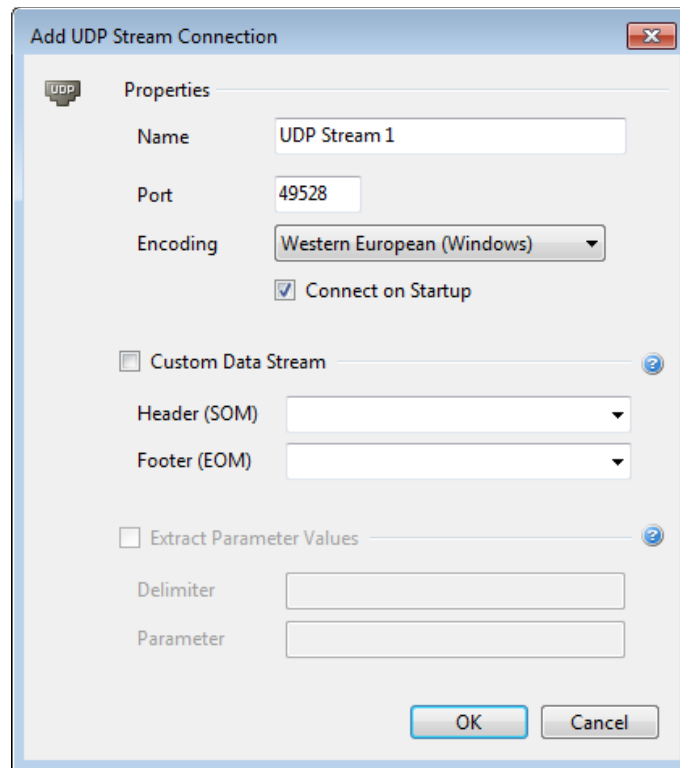 Add UDP Stream Connection
UDP
Properties
Name UDP Stream 1
Port 49528
Encoding Western European (Windows)
Connect on Startup
Custom Data Stream ?
Header (SOM)
Footer (EOM)
Extract Parameter Values ?
Delimiter
Parameter
OK Cancel